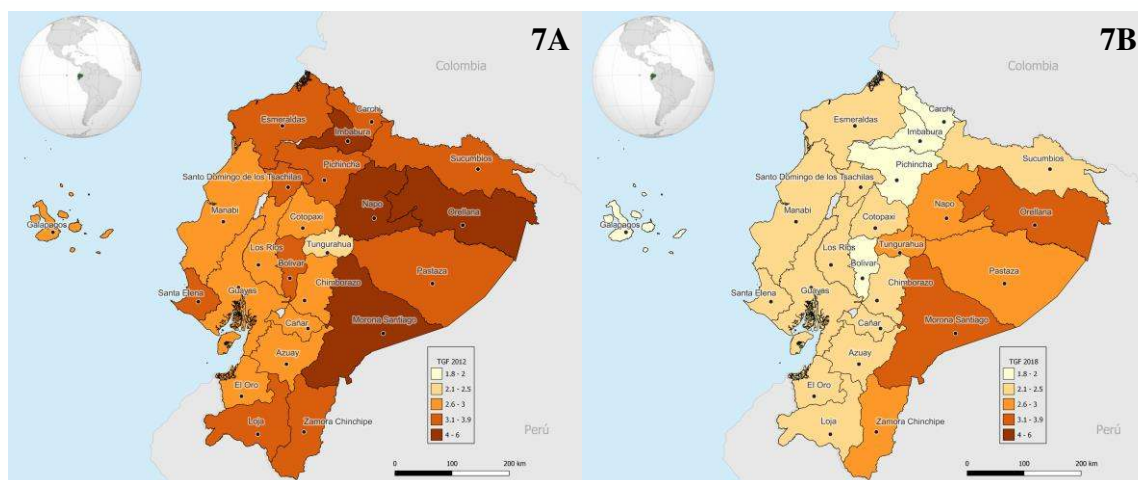 7A
Colombia
Carchi
Esmeraldas
Imbabura
Sucumbios
Pichincha
Santo Domingo de los Tsachilas
Napo
Orellana
Manabi
Cotopaxi
Galapagos
Tungurahua
Los Rios
Bolivar
Pastaza
Chimborazo
Santa Elena
Guayas
Morona Santiago
Cañar
Azuay
El Oro
Loja
Zamora Chinchipe
Perú
TGF 2012
1.8 - 2
2.1 - 2.5
2.6 - 3
3.1 - 3.9
4 - 6
0 100 200 km
7B
Colombia
Carchi
Esmeraldas
Imbabura
Sucumbios
Pichincha
Santo Domingo de los Tsachilas
Napo
Orellana
Manabi
Cotopaxi
Galapagos
Tungurahua
Los Rios
Bolivar
Pastaza
Chimborazo
Santa Elena
Guayas
Morona Santiago
Cañar
Azuay
El Oro
Loja
Zamora Chinchipe
Perú
TGF 2018
1.8 - 2
2.1 - 2.5
2.6 - 3
3.1 - 3.9
4 - 6
0 100 200 km